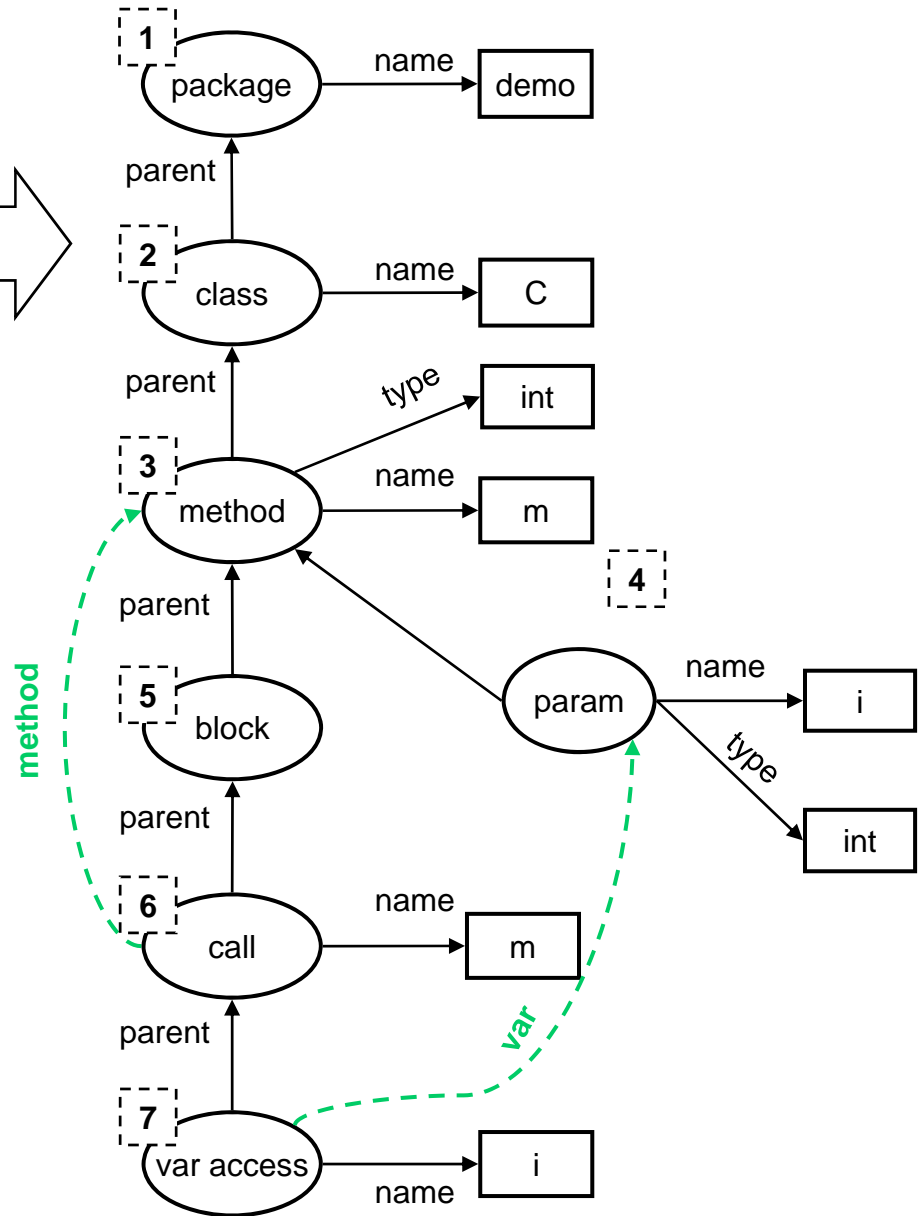 1
package
name
demo
parent
2
class
name
C
parent
type
int
3
method
name
m
4
parent
method
5
block
param
name
i
type
int
parent
6
call
name
m
var
parent
7
var access
name
i